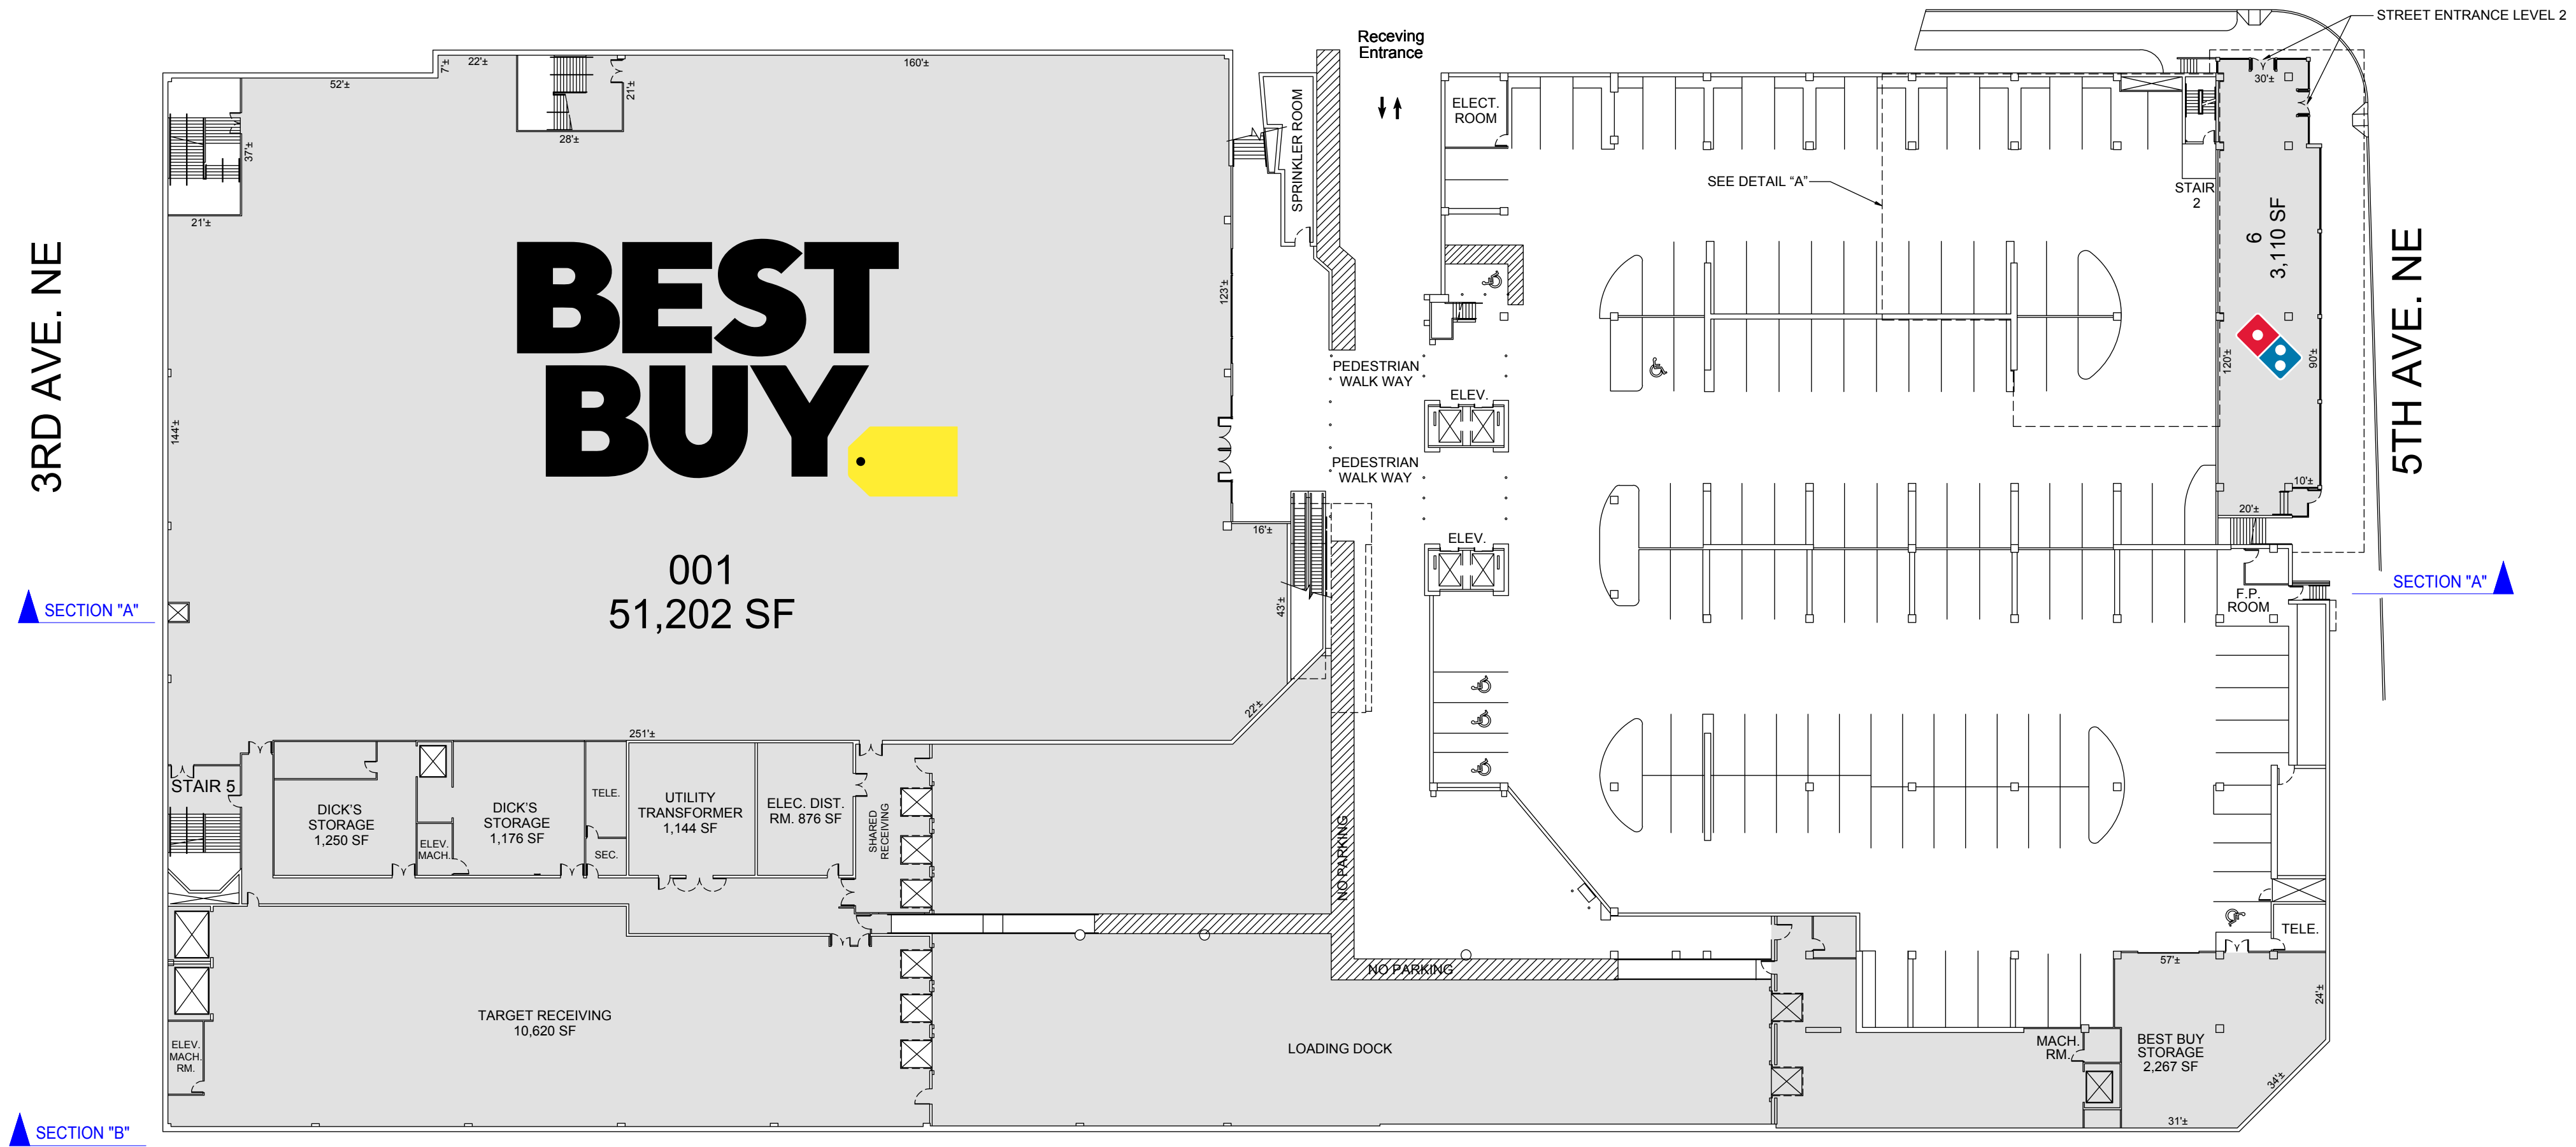 STREET ENTRANCE LEVEL 2
Receving
Entrance
52'±
7'±
22'±
21'±
28'±
160'±
37'±
21'±
SPRINKLER ROOM
ELECT.
ROOM
SEE DETAIL “A”
30'±
STAIR
2
6
3,110 SF
120'±
90'±
10'±
20'±
3RD AVE. NE
5TH AVE. NE
BEST
BUY
001
51,202 SF
144'±
123'±
16'±
43'±
22'±
251'±
PEDESTRIAN
WALK WAY
PEDESTRIAN
WALK WAY
ELEV.
ELEV.
SECTION "A"
SECTION "A"
F.P.
ROOM
STAIR 5
DICK'S
STORAGE
1,250 SF
ELEV.
MACH.
DICK'S
STORAGE
1,176 SF
TELE.
SEC.
UTILITY
TRANSFORMER
1,144 SF
ELEC. DIST.
RM. 876 SF
SHARED
RECEIVING
NO PARKING
NO PARKING
TELE.
57'±
24'±
TARGET RECEIVING
10,620 SF
ELEV.
MACH.
RM.
LOADING DOCK
MACH.
RM.
BEST BUY
STORAGE
2,267 SF
34'±
31'±
SECTION "B"